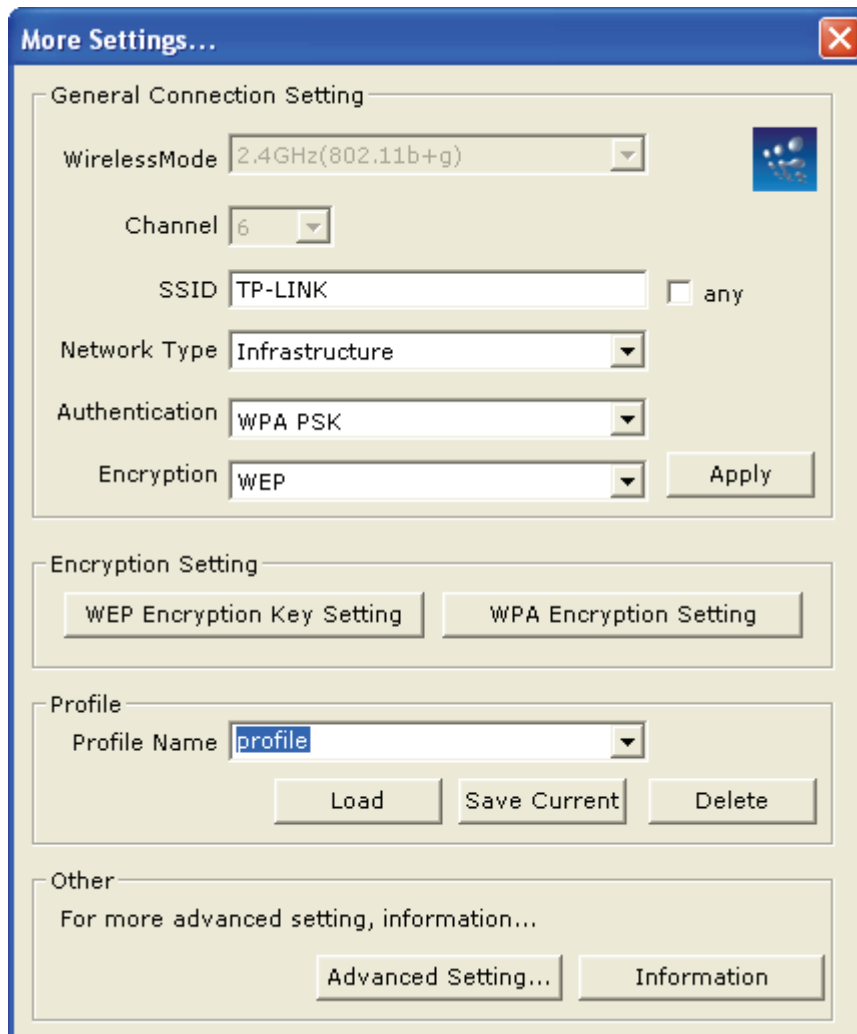 More Settings...
General Connection Setting
WirelessMode 2.4GHz(802.11b+g)
Channel 6
SSID TP-LINK any
Network Type Infrastructure
Authentication WPA PSK
Encryption WEP Apply
Encryption Setting
WEP Encryption Key Setting WPA Encryption Setting
Profile
Profile Name profile
Load Save Current Delete
Other
For more advanced setting, information...
Advanced Setting... Information